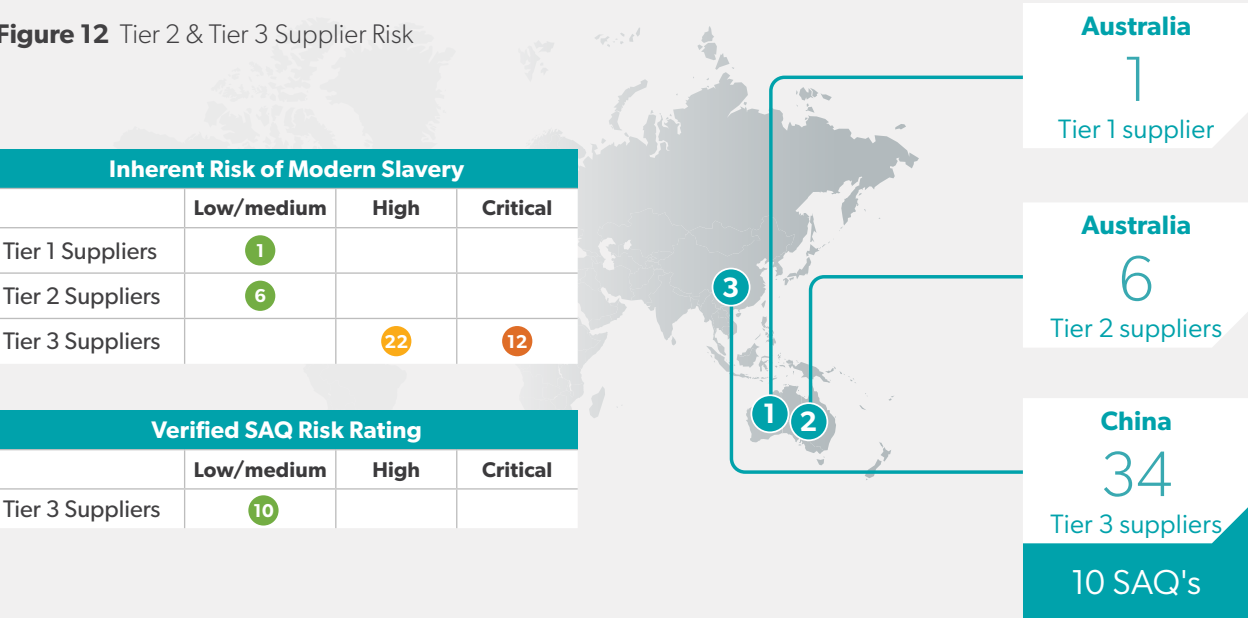 Figure 12 Tier 2 & Tier 3 Supplier Risk
Inherent Risk of Modern Slavery
Low/medium High Critical
Tier 1 Suppliers 1
Tier 2 Suppliers 6
Tier 3 Suppliers 22 12
Verified SAQ Risk Rating
Low/medium High Critical
Tier 3 Suppliers 10
3
1
2
Australia
1
Tier 1 supplier
Australia
6
Tier 2 suppliers
China
34
Tier 3 suppliers
10 SAQ's